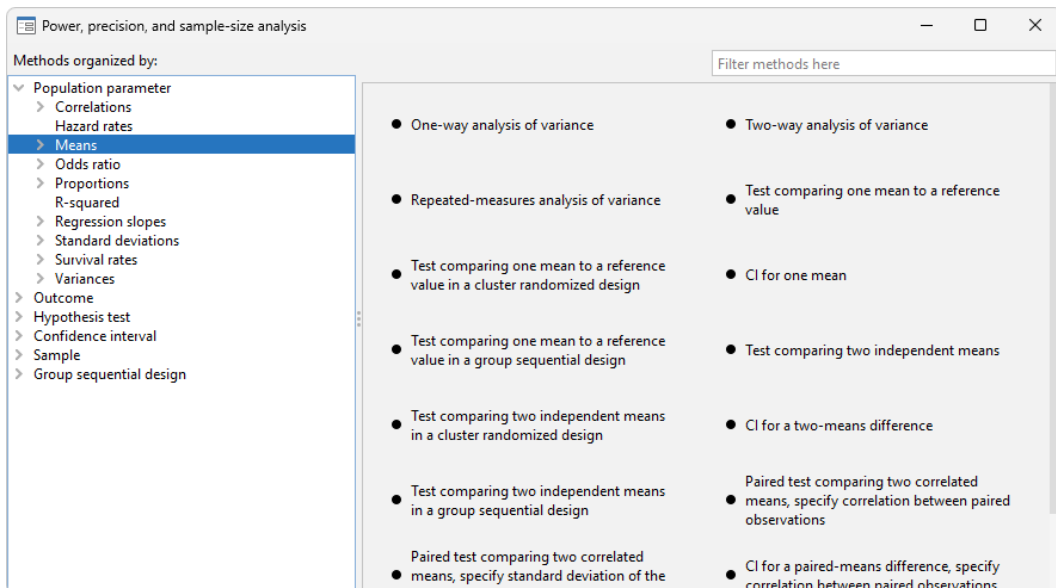 Power, precision, and sample-size analysis
Methods organized by:
Filter methods here
Population parameter
Correlations
Hazard rates
Means
Odds ratio
Proportions
R-squared
Regression slopes
Standard deviations
Survival rates
Variances
Outcome
Hypothesis test
Confidence interval
Sample
Group sequential design
One-way analysis of variance
Two-way analysis of variance
Repeated-measures analysis of variance
Test comparing one mean to a reference
value
Test comparing one mean to a reference
value in a cluster randomized design
CI for one mean
Test comparing one mean to a reference
value in a group sequential design
Test comparing two independent means
Test comparing two independent means
in a cluster randomized design
CI for a two-means difference
Test comparing two independent means
in a group sequential design
Paired test comparing two correlated
means, specify correlation between paired
observations
Paired test comparing two correlated
means, specify standard deviation of the
CI for a paired-means difference, specify
correlation between paired observations